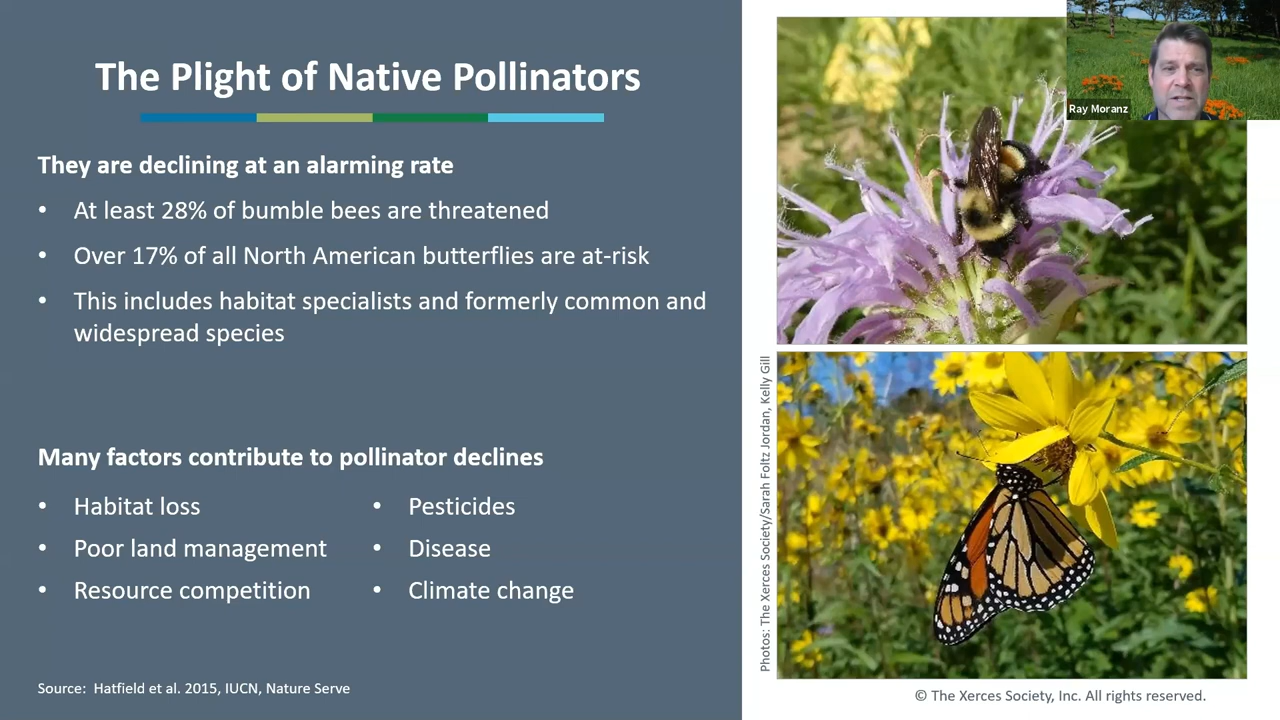 The Plight of Native Pollinators
They are declining at an alarming rate
• At least 28% of bumble bees are threatened
• Over 17% of all North American butterflies are at-risk
• This includes habitat specialists and formerly common and
widespread species
Many factors contribute to pollinator declines
• Habitat loss
• Poor land management
• Resource competition
• Pesticides
• Disease
• Climate change
Source: Hatfield et al. 2015, IUCN, Nature Serve
Ray Moranz
Photos: The Xerces Society/Sarah Foltz Jordan, Kelly Gill
© The Xerces Society, Inc. All rights reserved.